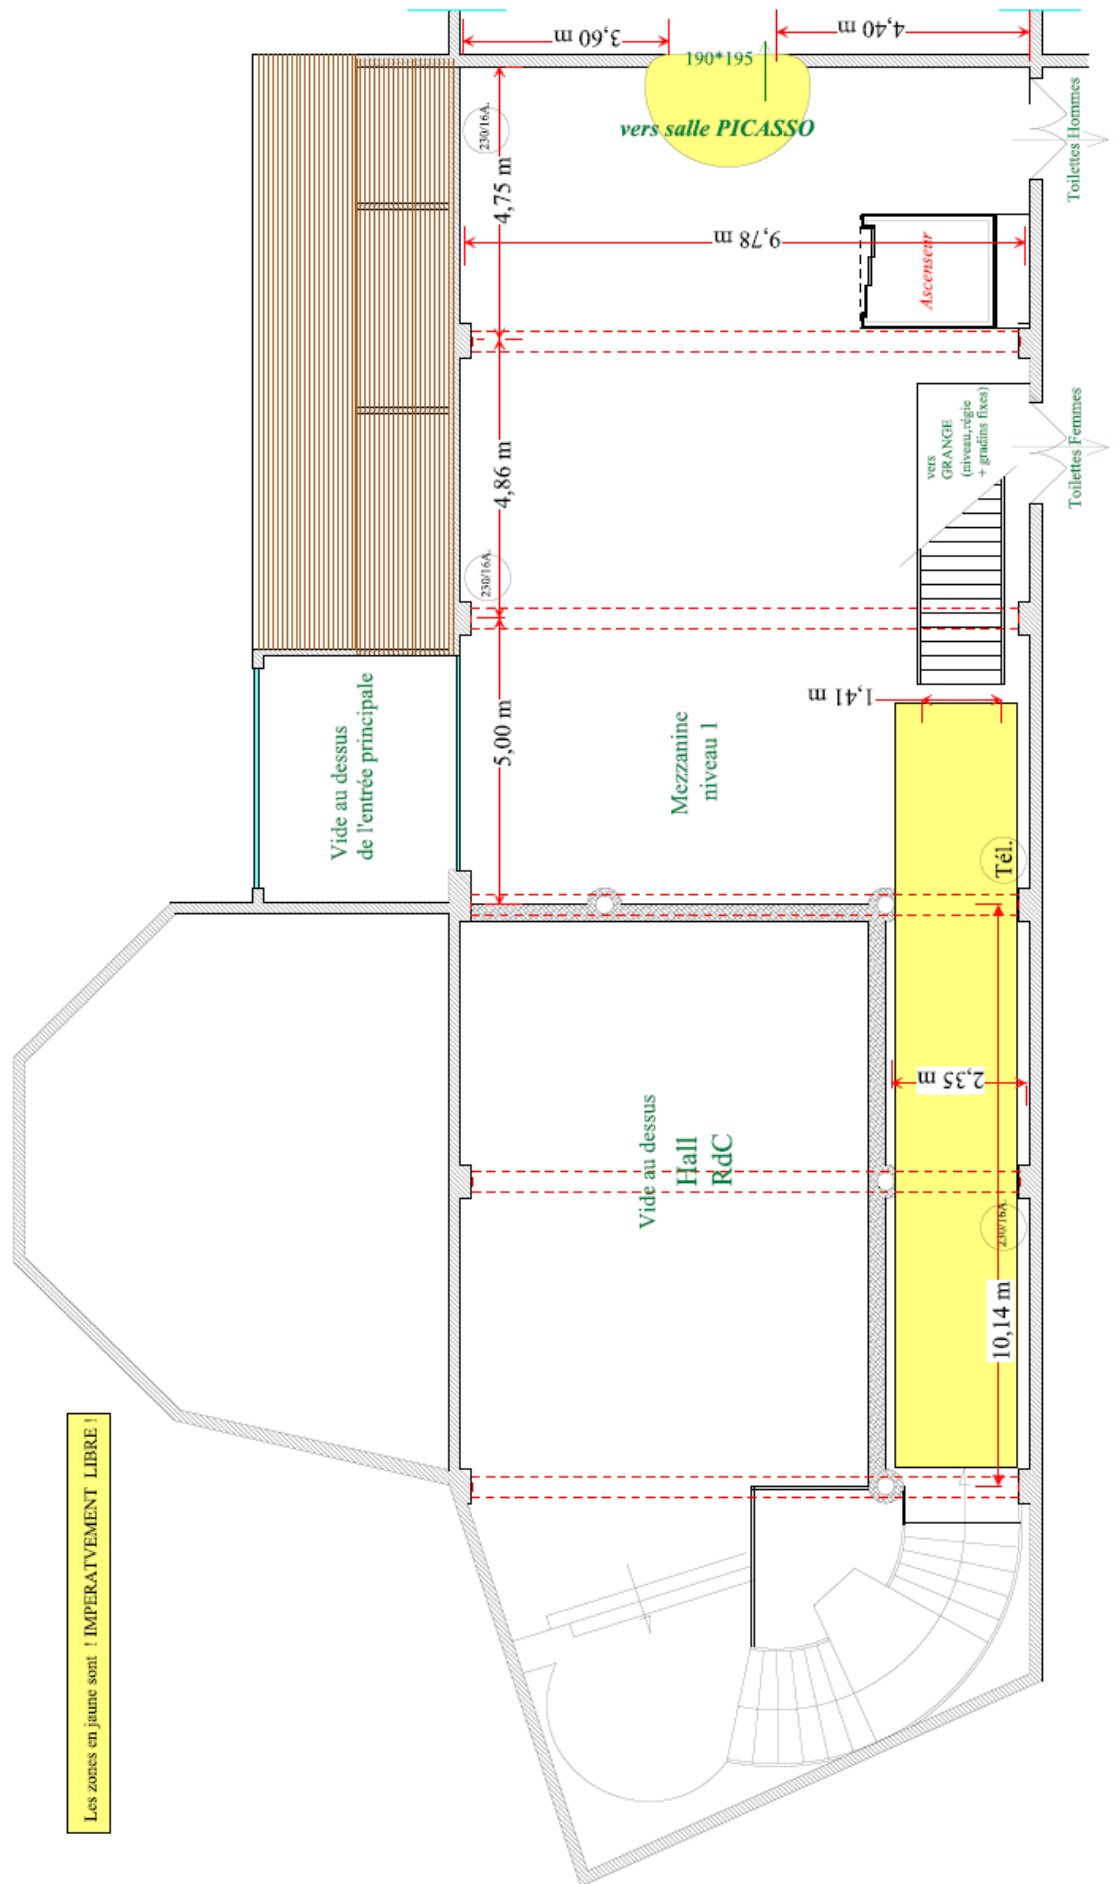 3,60 m
4,40 m
190*195
vers salle PICASSO
Toilettes Hommes
230/16A.
4,75 m
9,78 m
Ascenseur
vers
GRANGE
(niveau,régie
+ gradins fixes)
Toilettes Femmes
4,86 m
230/16A.
5,00 m
1,41 m
Vide au dessus
de l'entrée principale
Mezzanine
niveau 1
Tél.
2,35 m
Vide au dessus
Hall
RdC
230/16A.
10,14 m
Les zones en jaune sont ! IMPERATVEMENT LIBRE !